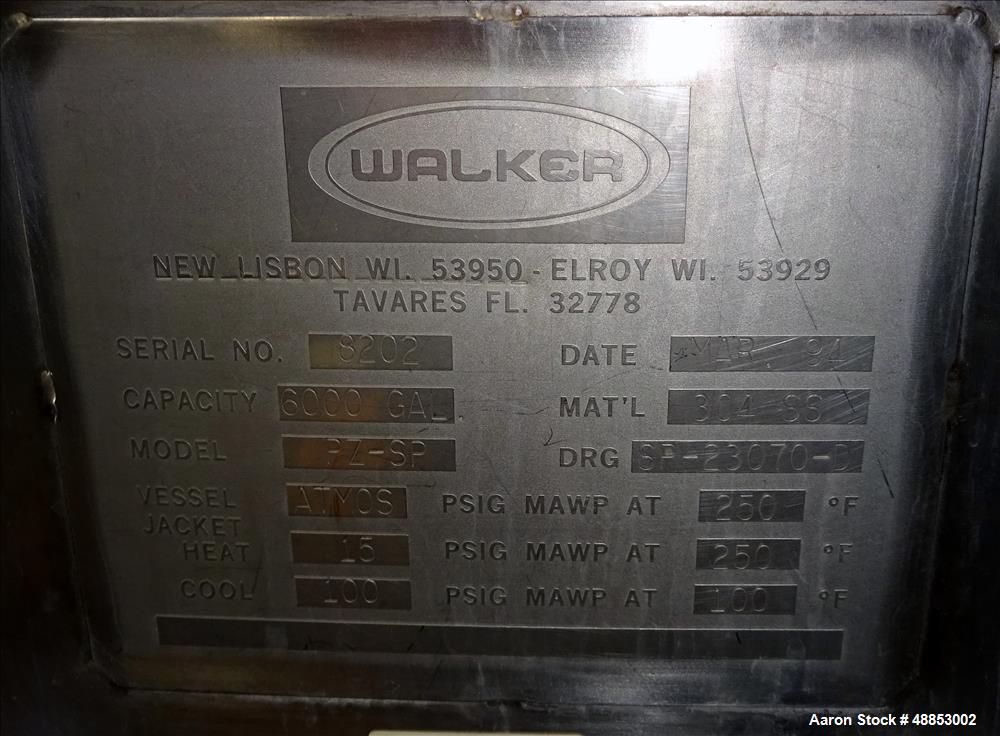 WALKER
NEW LISBON WI. 53950 - ELROY WI. 53929
TAVARES FL. 32778
SERIAL NO. 8202 DATE MAR 94
CAPACITY 6000 GAL. MAT'L 304 SS
MODEL PZ-SP DRG SP-23070-D
VESSEL ATMOS PSIG MAWP AT 250 °F
JACKET
HEAT 15 PSIG MAWP AT 250 °F
COOL 100 PSIG MAWP AT 100 °F
Aaron Stock # 48853002